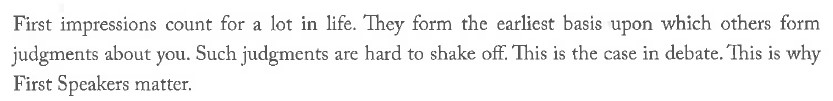 First impressions count for a lot in life. They form the earliest basis upon which others form
judgments about you. Such judgments are hard to shake off. This is the case in debate. This is why
First Speakers matter.